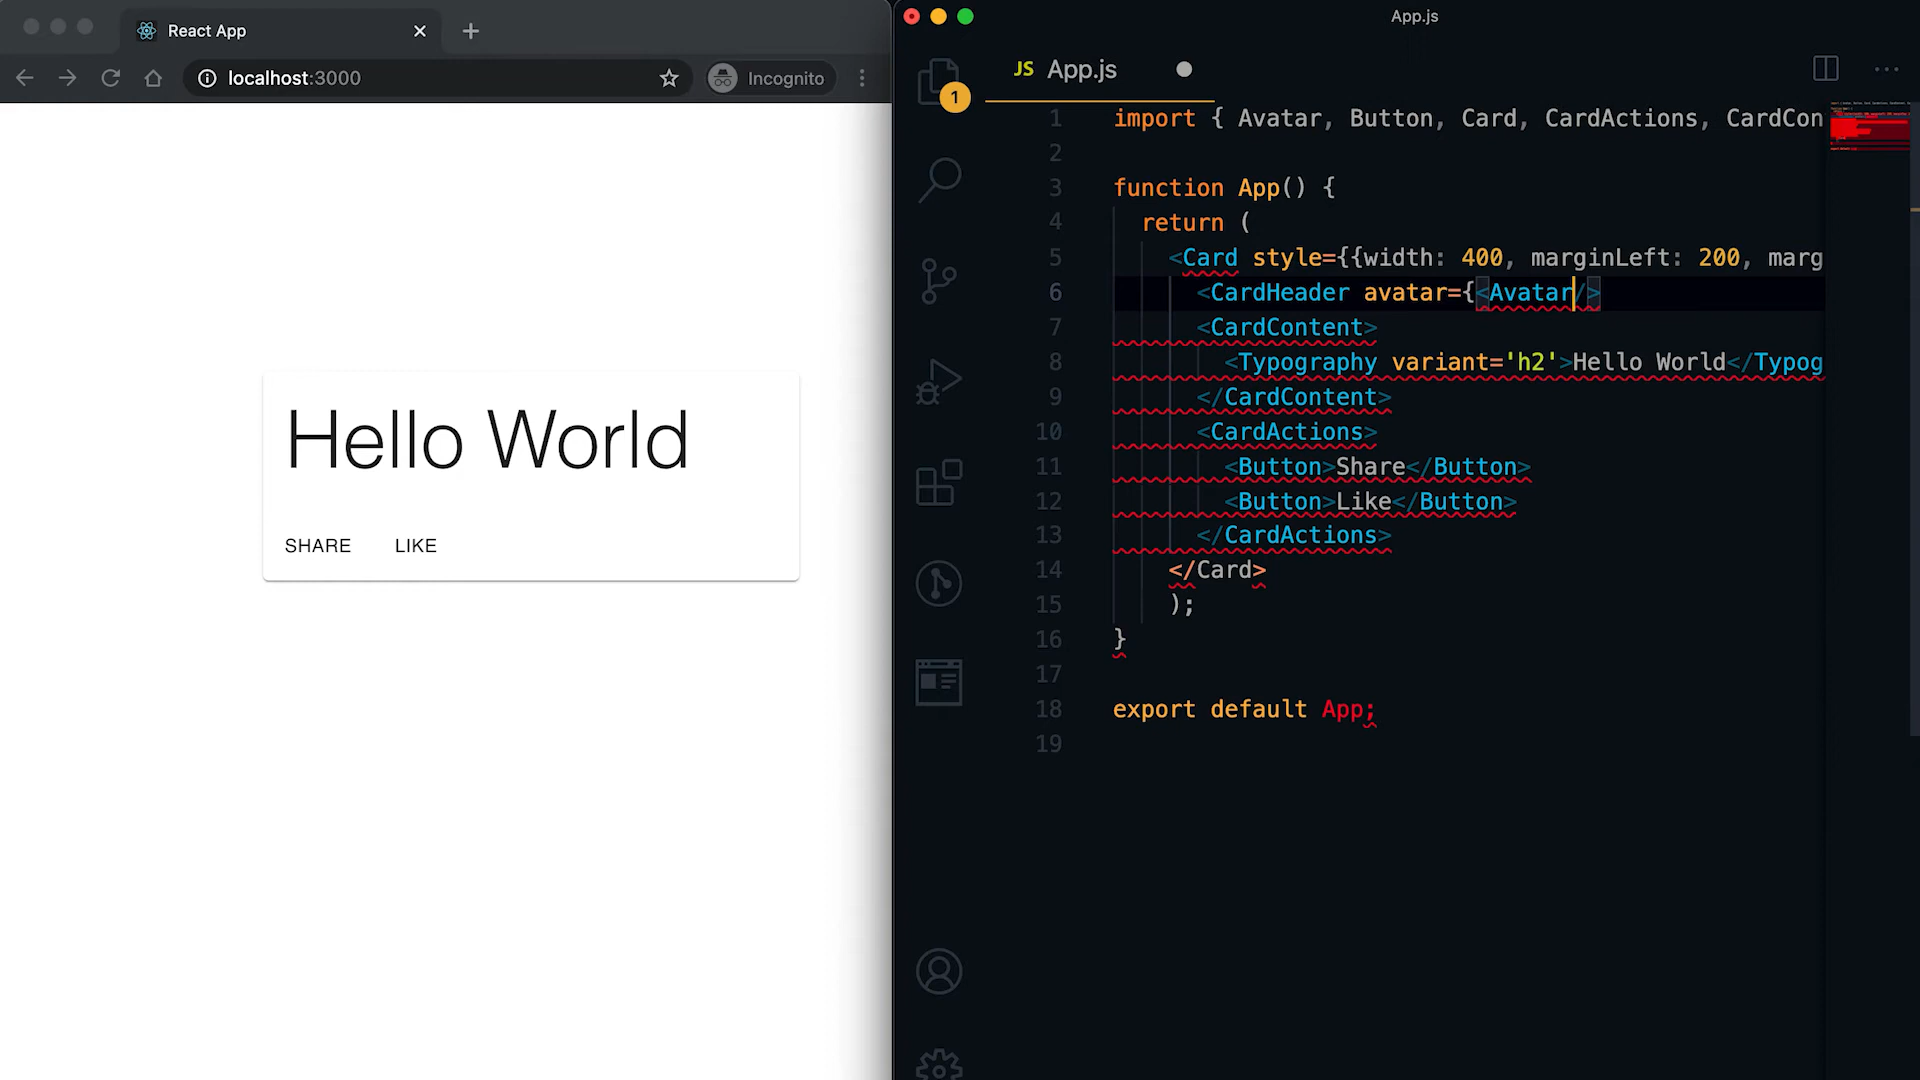 React App
localhost:3000
Incognito
Hello World
SHARE LIKE
App.js
1
JS App.js
1 import { Avatar, Button, Card, CardActions, CardCon
2
3 function App() {
4 return (
5 <Card style={{width: 400, marginLeft: 200, marg
6 <CardHeader avatar={<Avatar/>
7 <CardContent>
8 <Typography variant='h2'>Hello World</Typog
9 </CardContent>
10 <CardActions>
11 <Button>Share</Button>
12 <Button>Like</Button>
13 </CardActions>
14 </Card>
15 );
16 }
17
18 export default App;
19